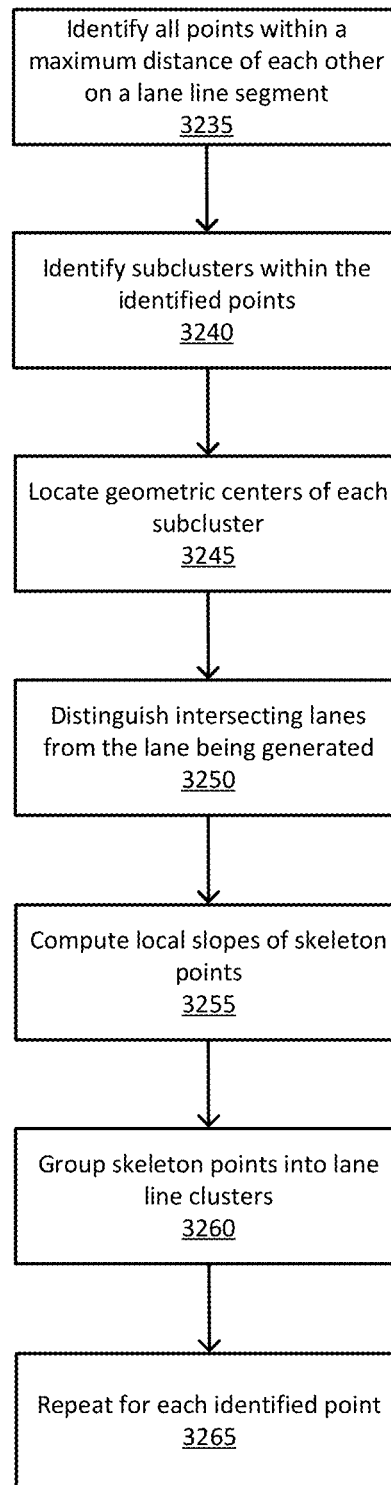 Identify all points within a
maximum distance of each other
on a lane line segment
3235
Identify subclusters within the
identified points
3240
Locate geometric centers of each
subcluster
3245
Distinguish intersecting lanes
from the lane being generated
3250
Compute local slopes of skeleton
points
3255
Group skeleton points into lane
line clusters
3260
Repeat for each identified point
3265